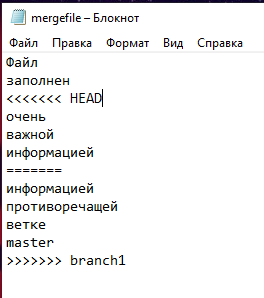 mergefile – Блокнот
Файл Правка Формат Вид Справка
Файл
заполнен
<<<<<<< HEAD
очень
важной
информацией
=======
информацией
противоречащей
ветке
master
>>>>>>> branch1